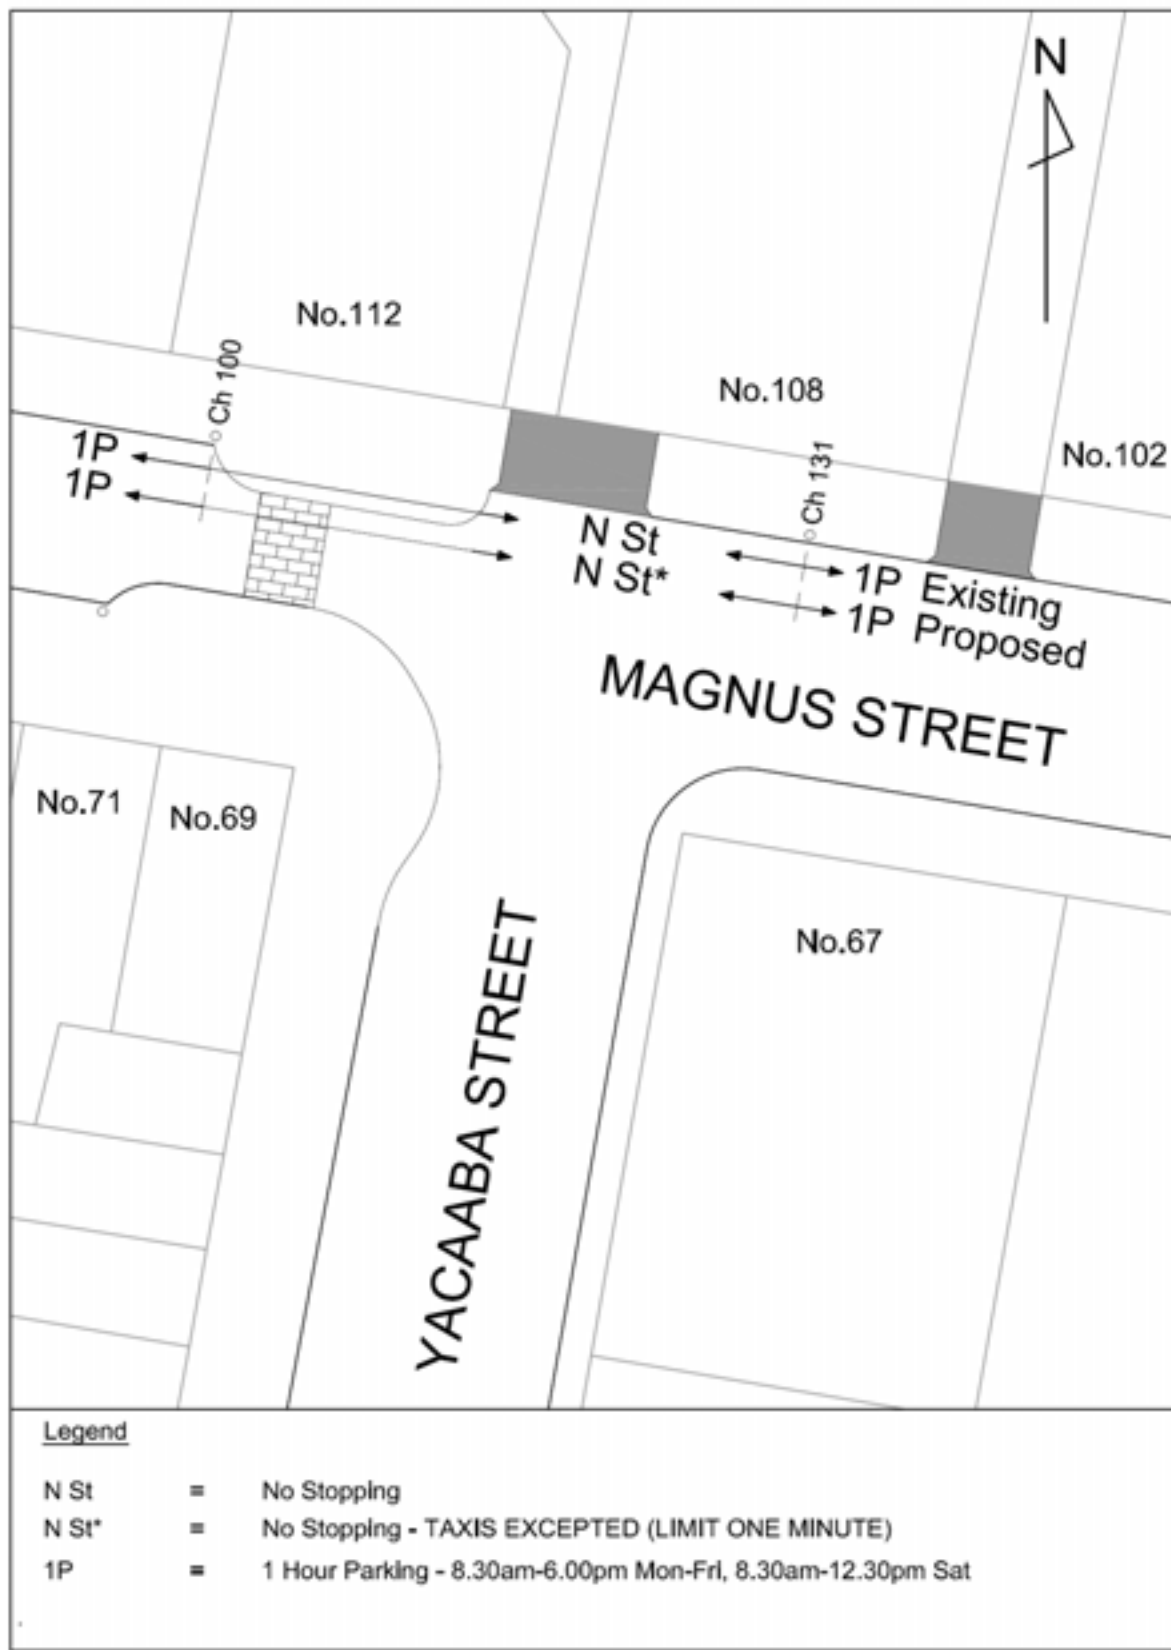 N
No.112
Ch 100
No.108
No.102
1P
1P
Ch 131
N St
N St*
1P Existing
1P Proposed
MAGNUS STREET
No.71
No.69
No.67
YACAABA STREET
Legend
N St = No Stopping
N St* = No Stopping - TAXIS EXCEPTED (LIMIT ONE MINUTE)
1P = 1 Hour Parking - 8.30am-6.00pm Mon-Fri, 8.30am-12.30pm Sat